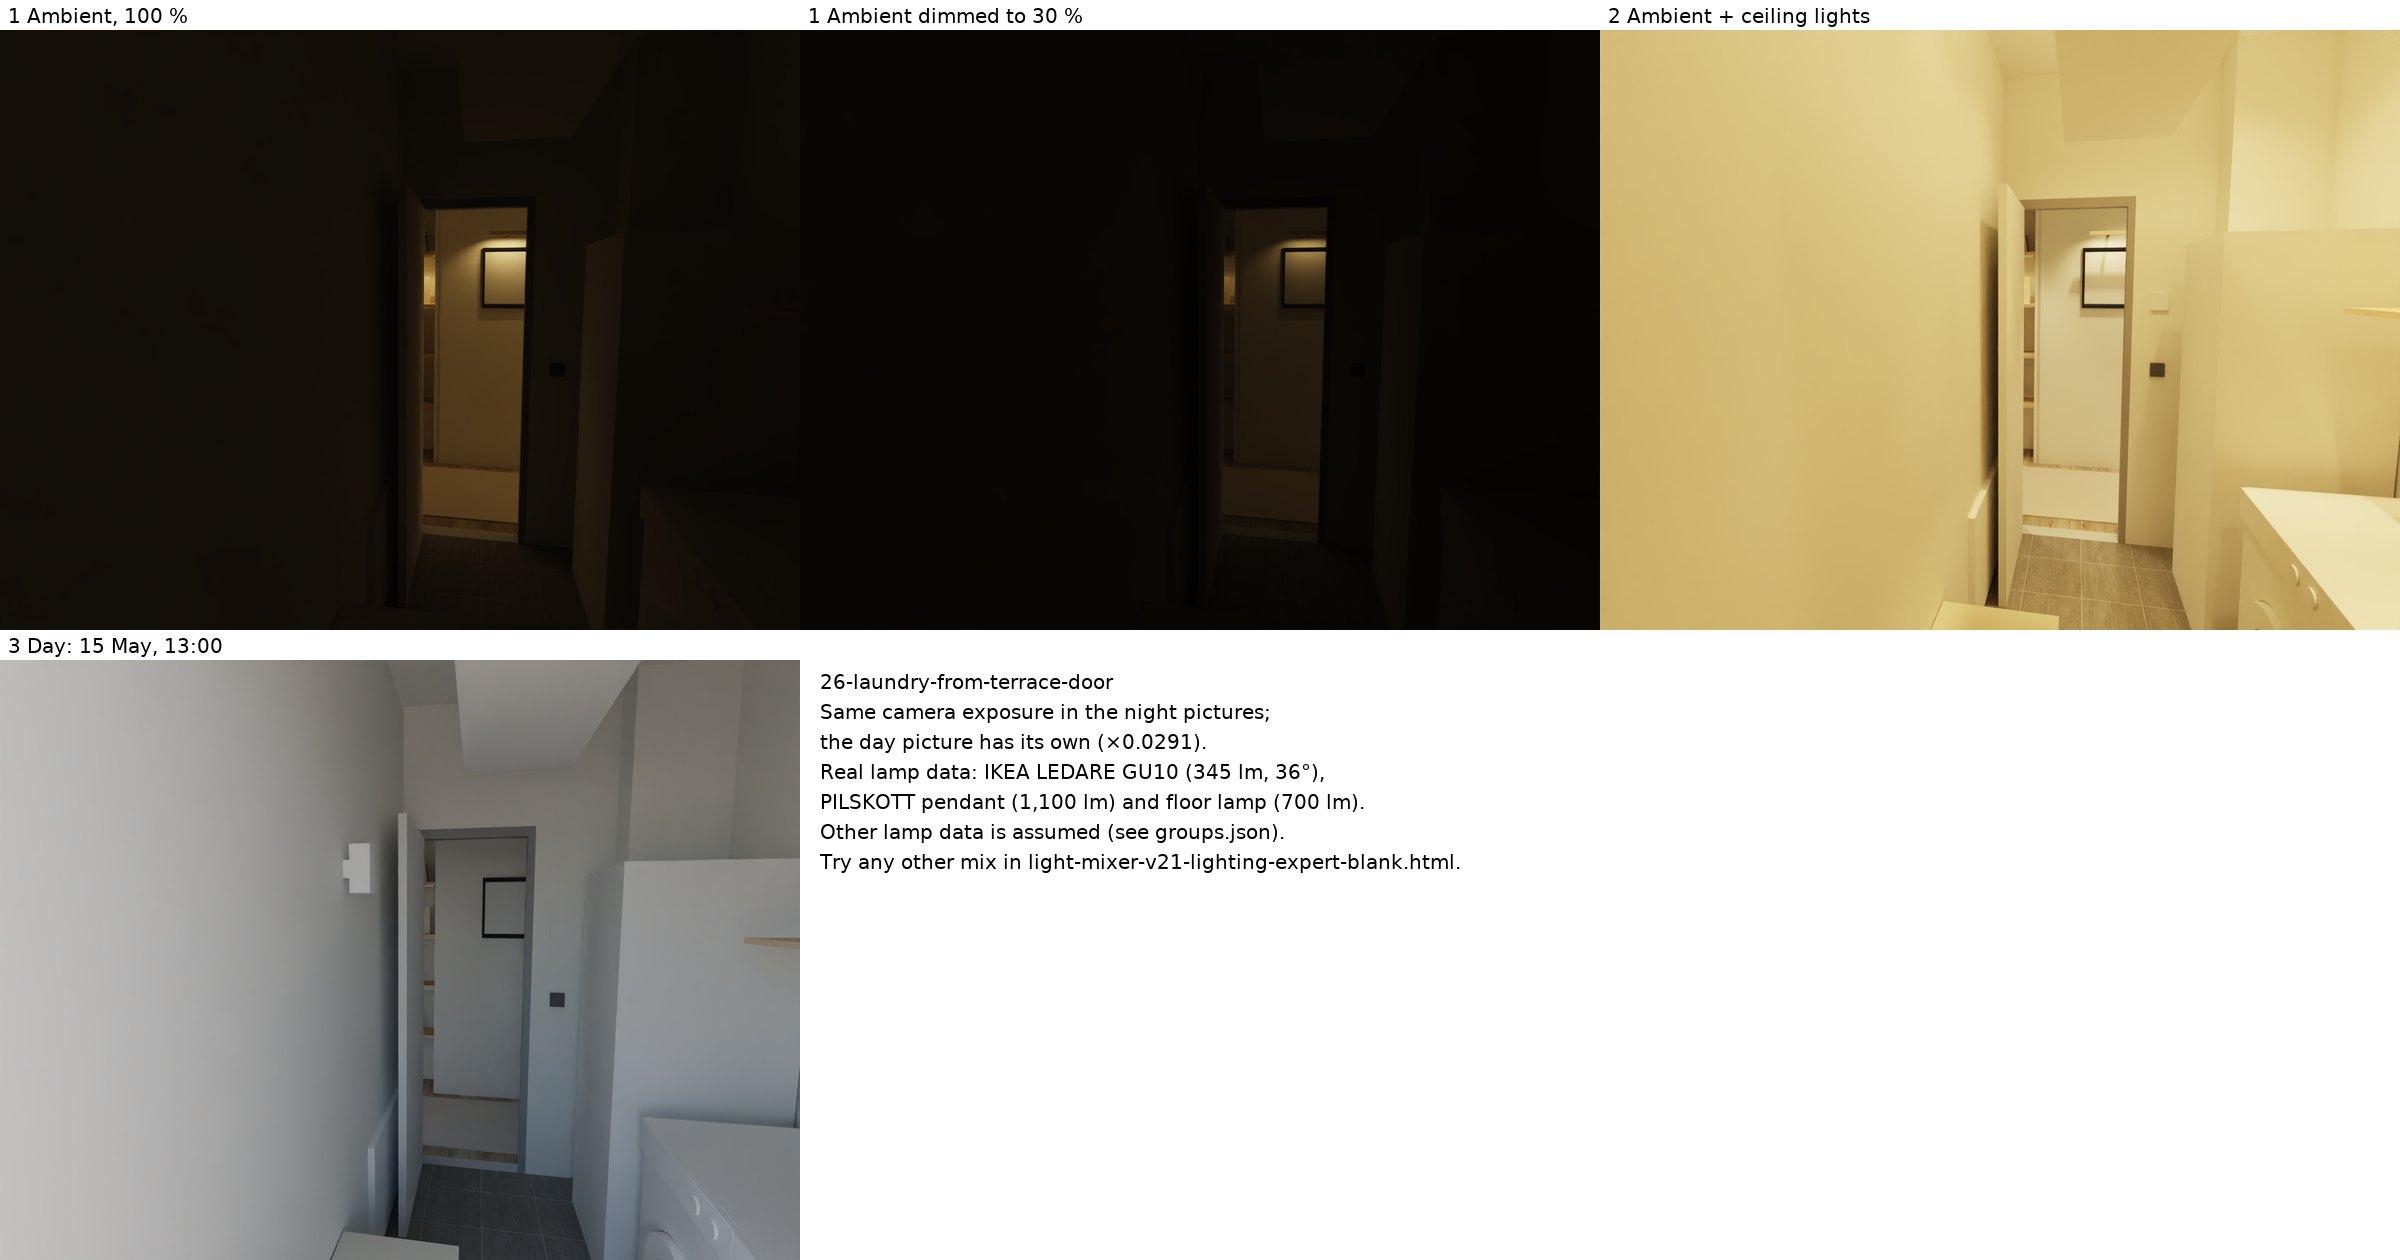 1 Ambient, 100 %
1 Ambient dimmed to 30 %
2 Ambient + ceiling lights
3 Day: 15 May, 13:00
26-laundry-from-terrace-door
Same camera exposure in the night pictures;
the day picture has its own (×0.0291).
Real lamp data: IKEA LEDARE GU10 (345 lm, 36°),
PILSKOTT pendant (1,100 lm) and floor lamp (700 lm).
Other lamp data is assumed (see groups.json).
Try any other mix in light-mixer-v21-lighting-expert-blank.html.